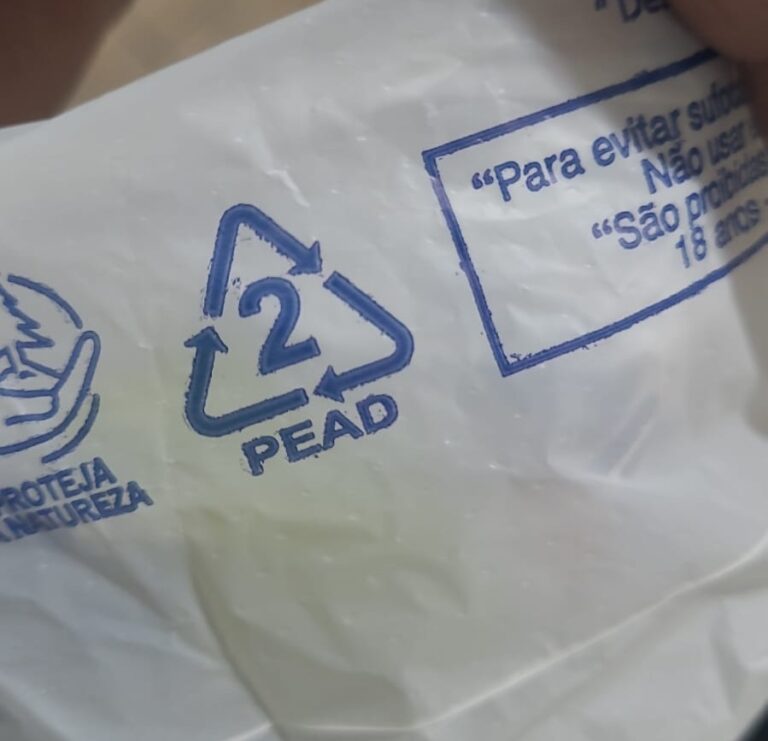 “Para evitar
Não usar
“São proibidas
18 anos
2
PEAD
PROTEJA
A NATUREZA